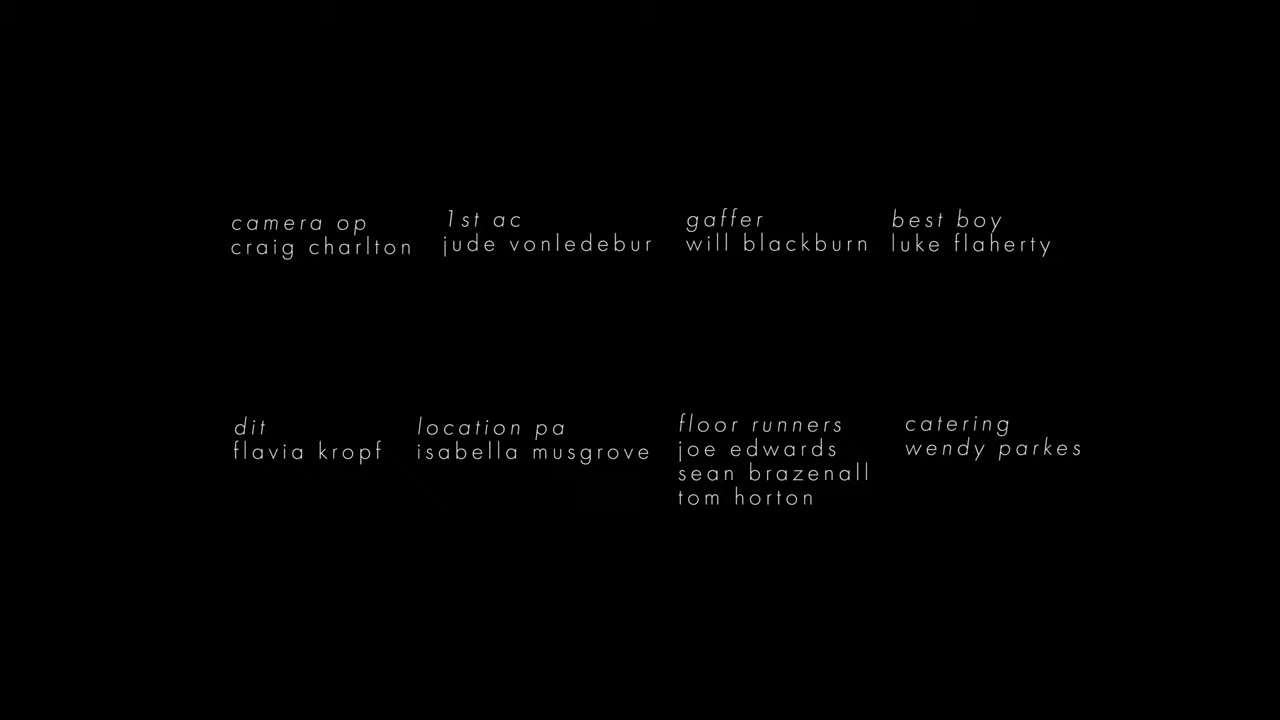 camera op
craig charlton
1st ac
jude vonledebur
gaffer
will blackburn
best boy
luke flaherty
dit
flavia kropf
location pa
isabella musgrove
floor runners
joe edwards
sean brazenall
tom horton
catering
wendy parkes